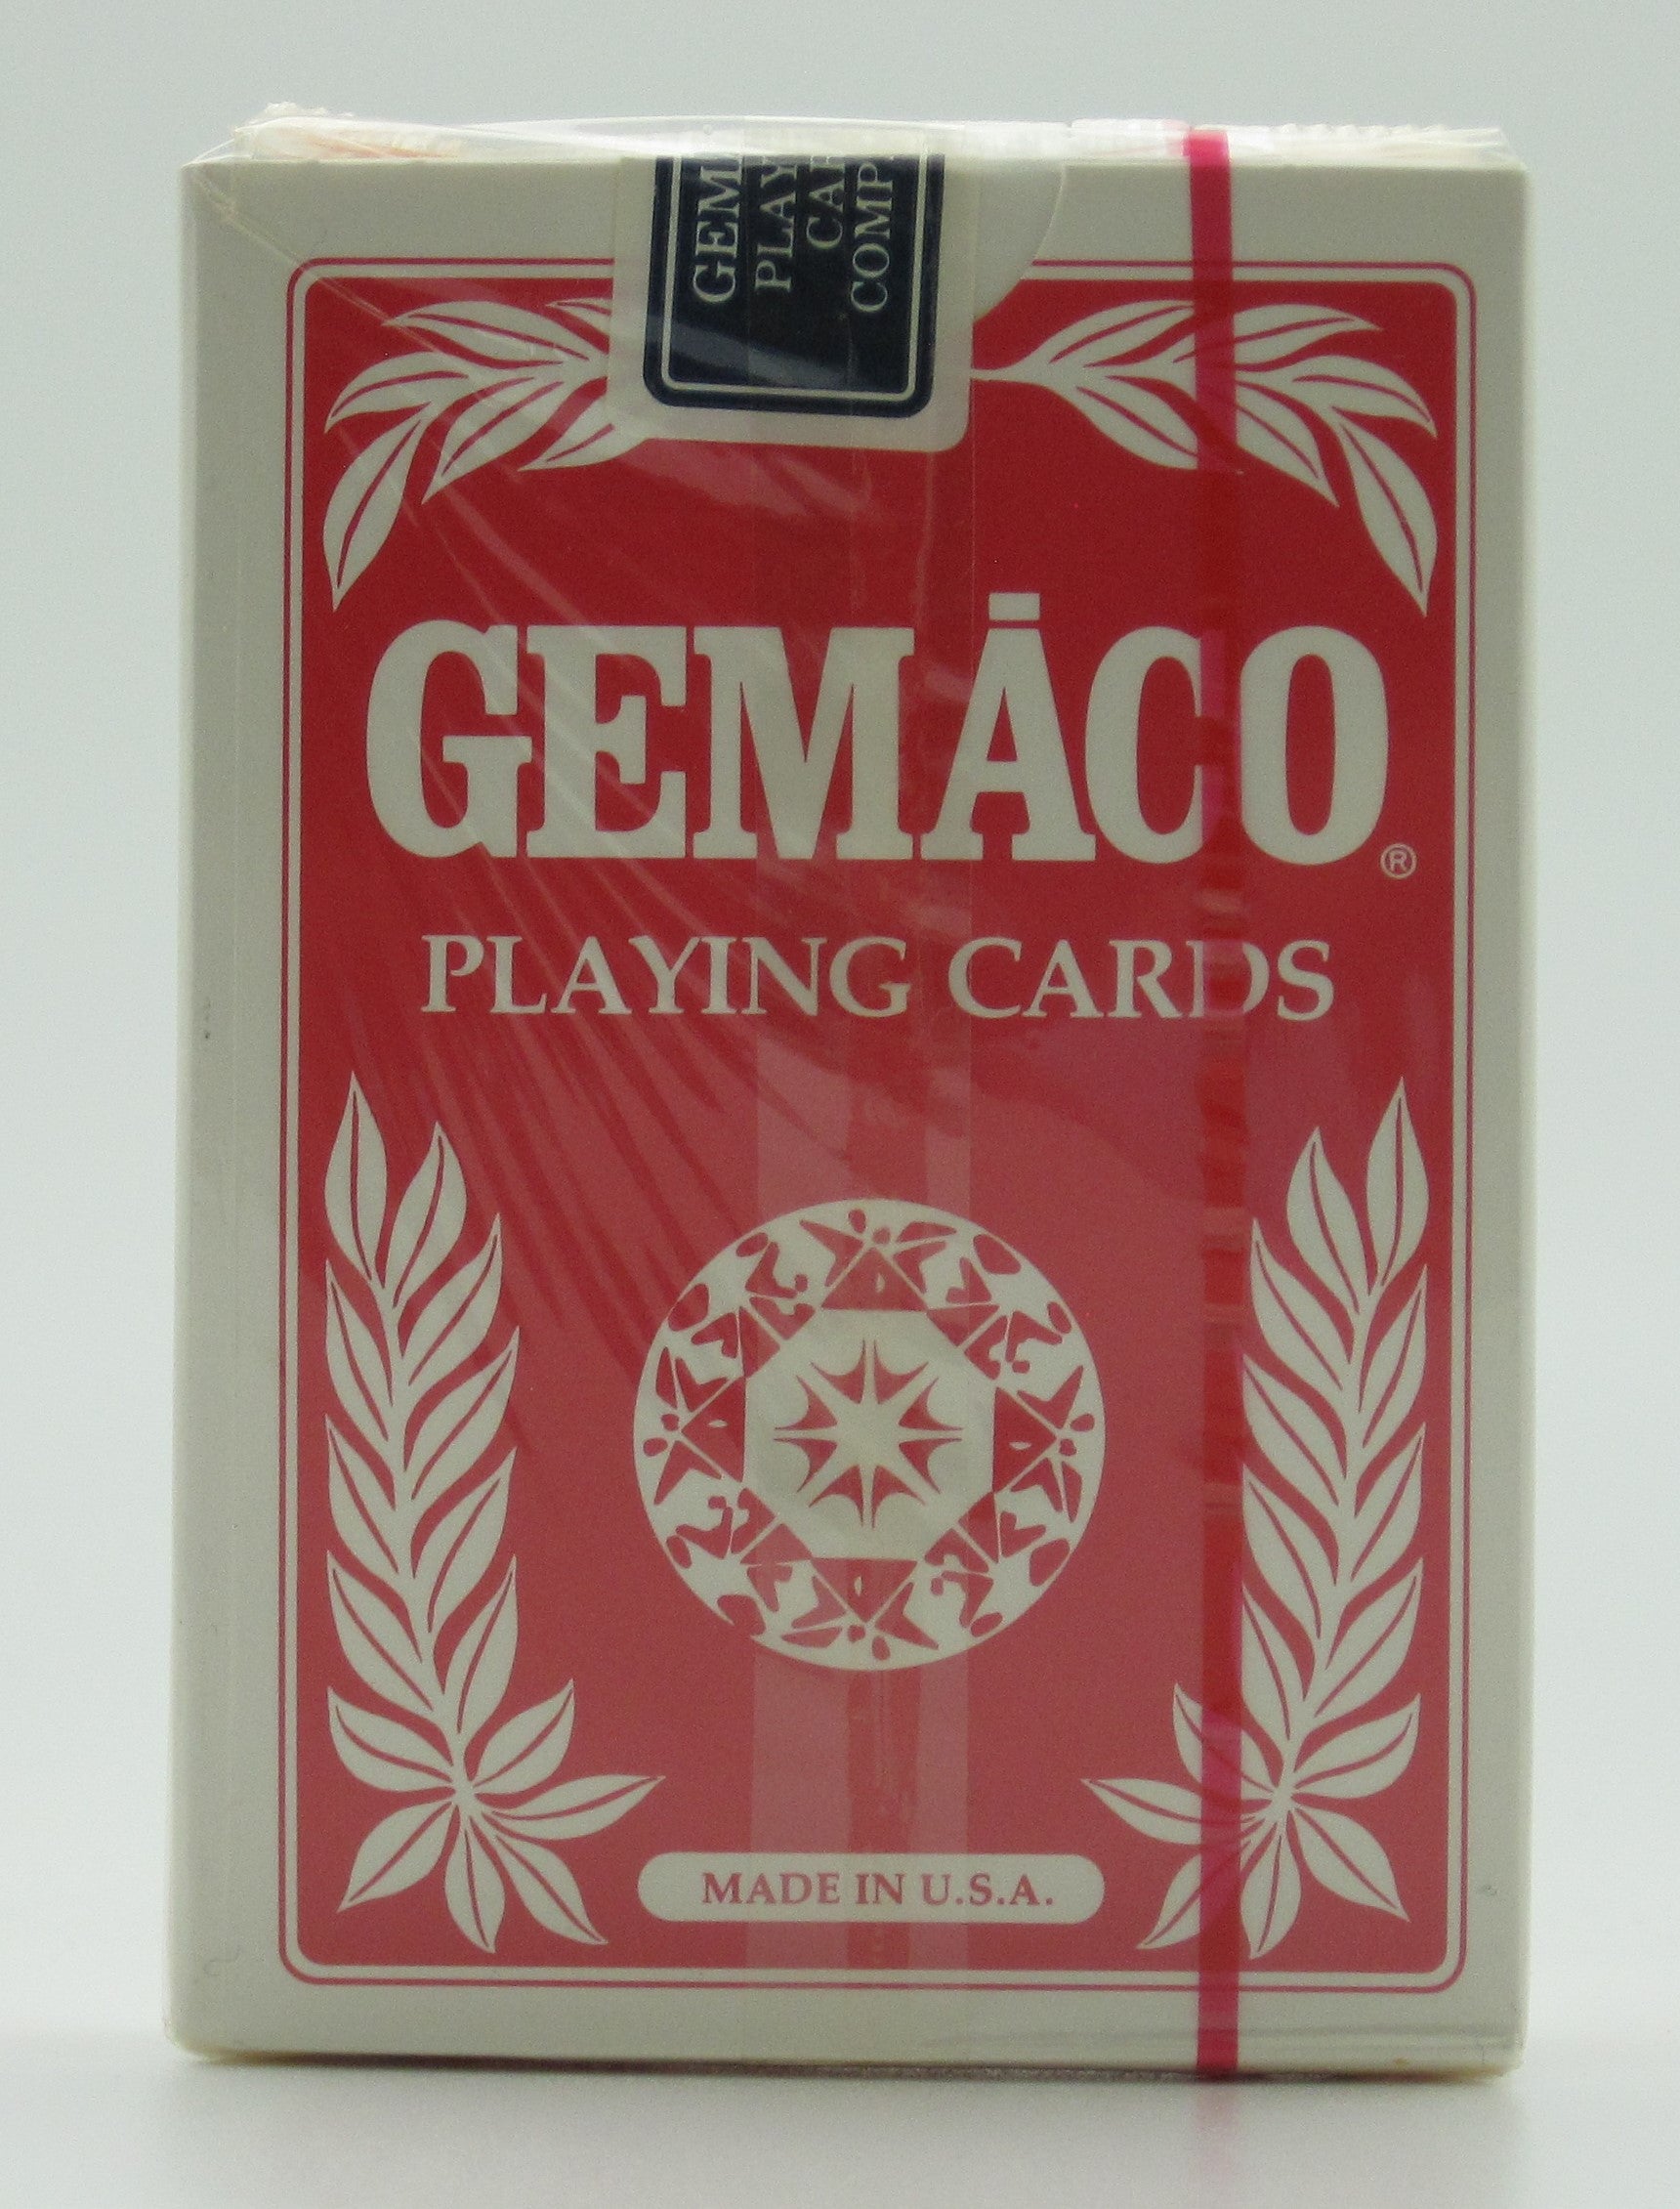 GEMĀCO®
PLAYING CARDS
MADE IN U.S.A.